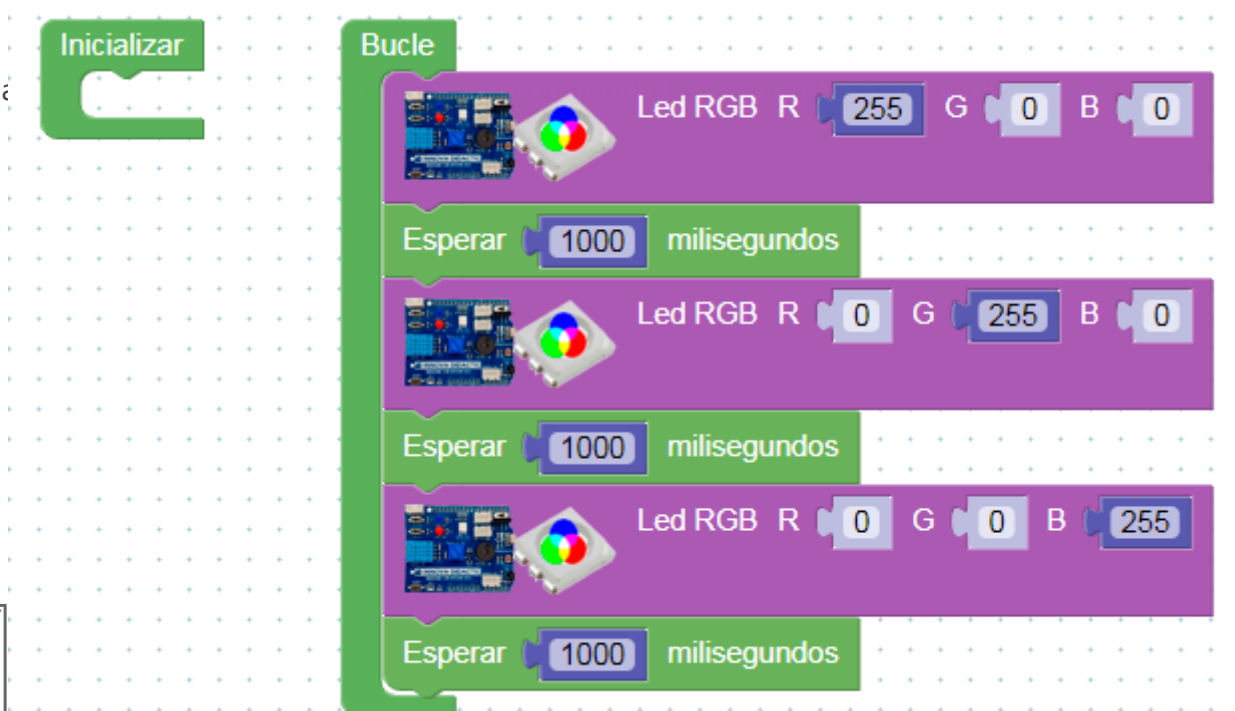 Inicializar
Bucle
Led RGB R 255 G 0 B 0
Esperar 1000 milisegundos
Led RGB R 0 G 255 B 0
Esperar 1000 milisegundos
Led RGB R 0 G 0 B 255
Esperar 1000 milisegundos